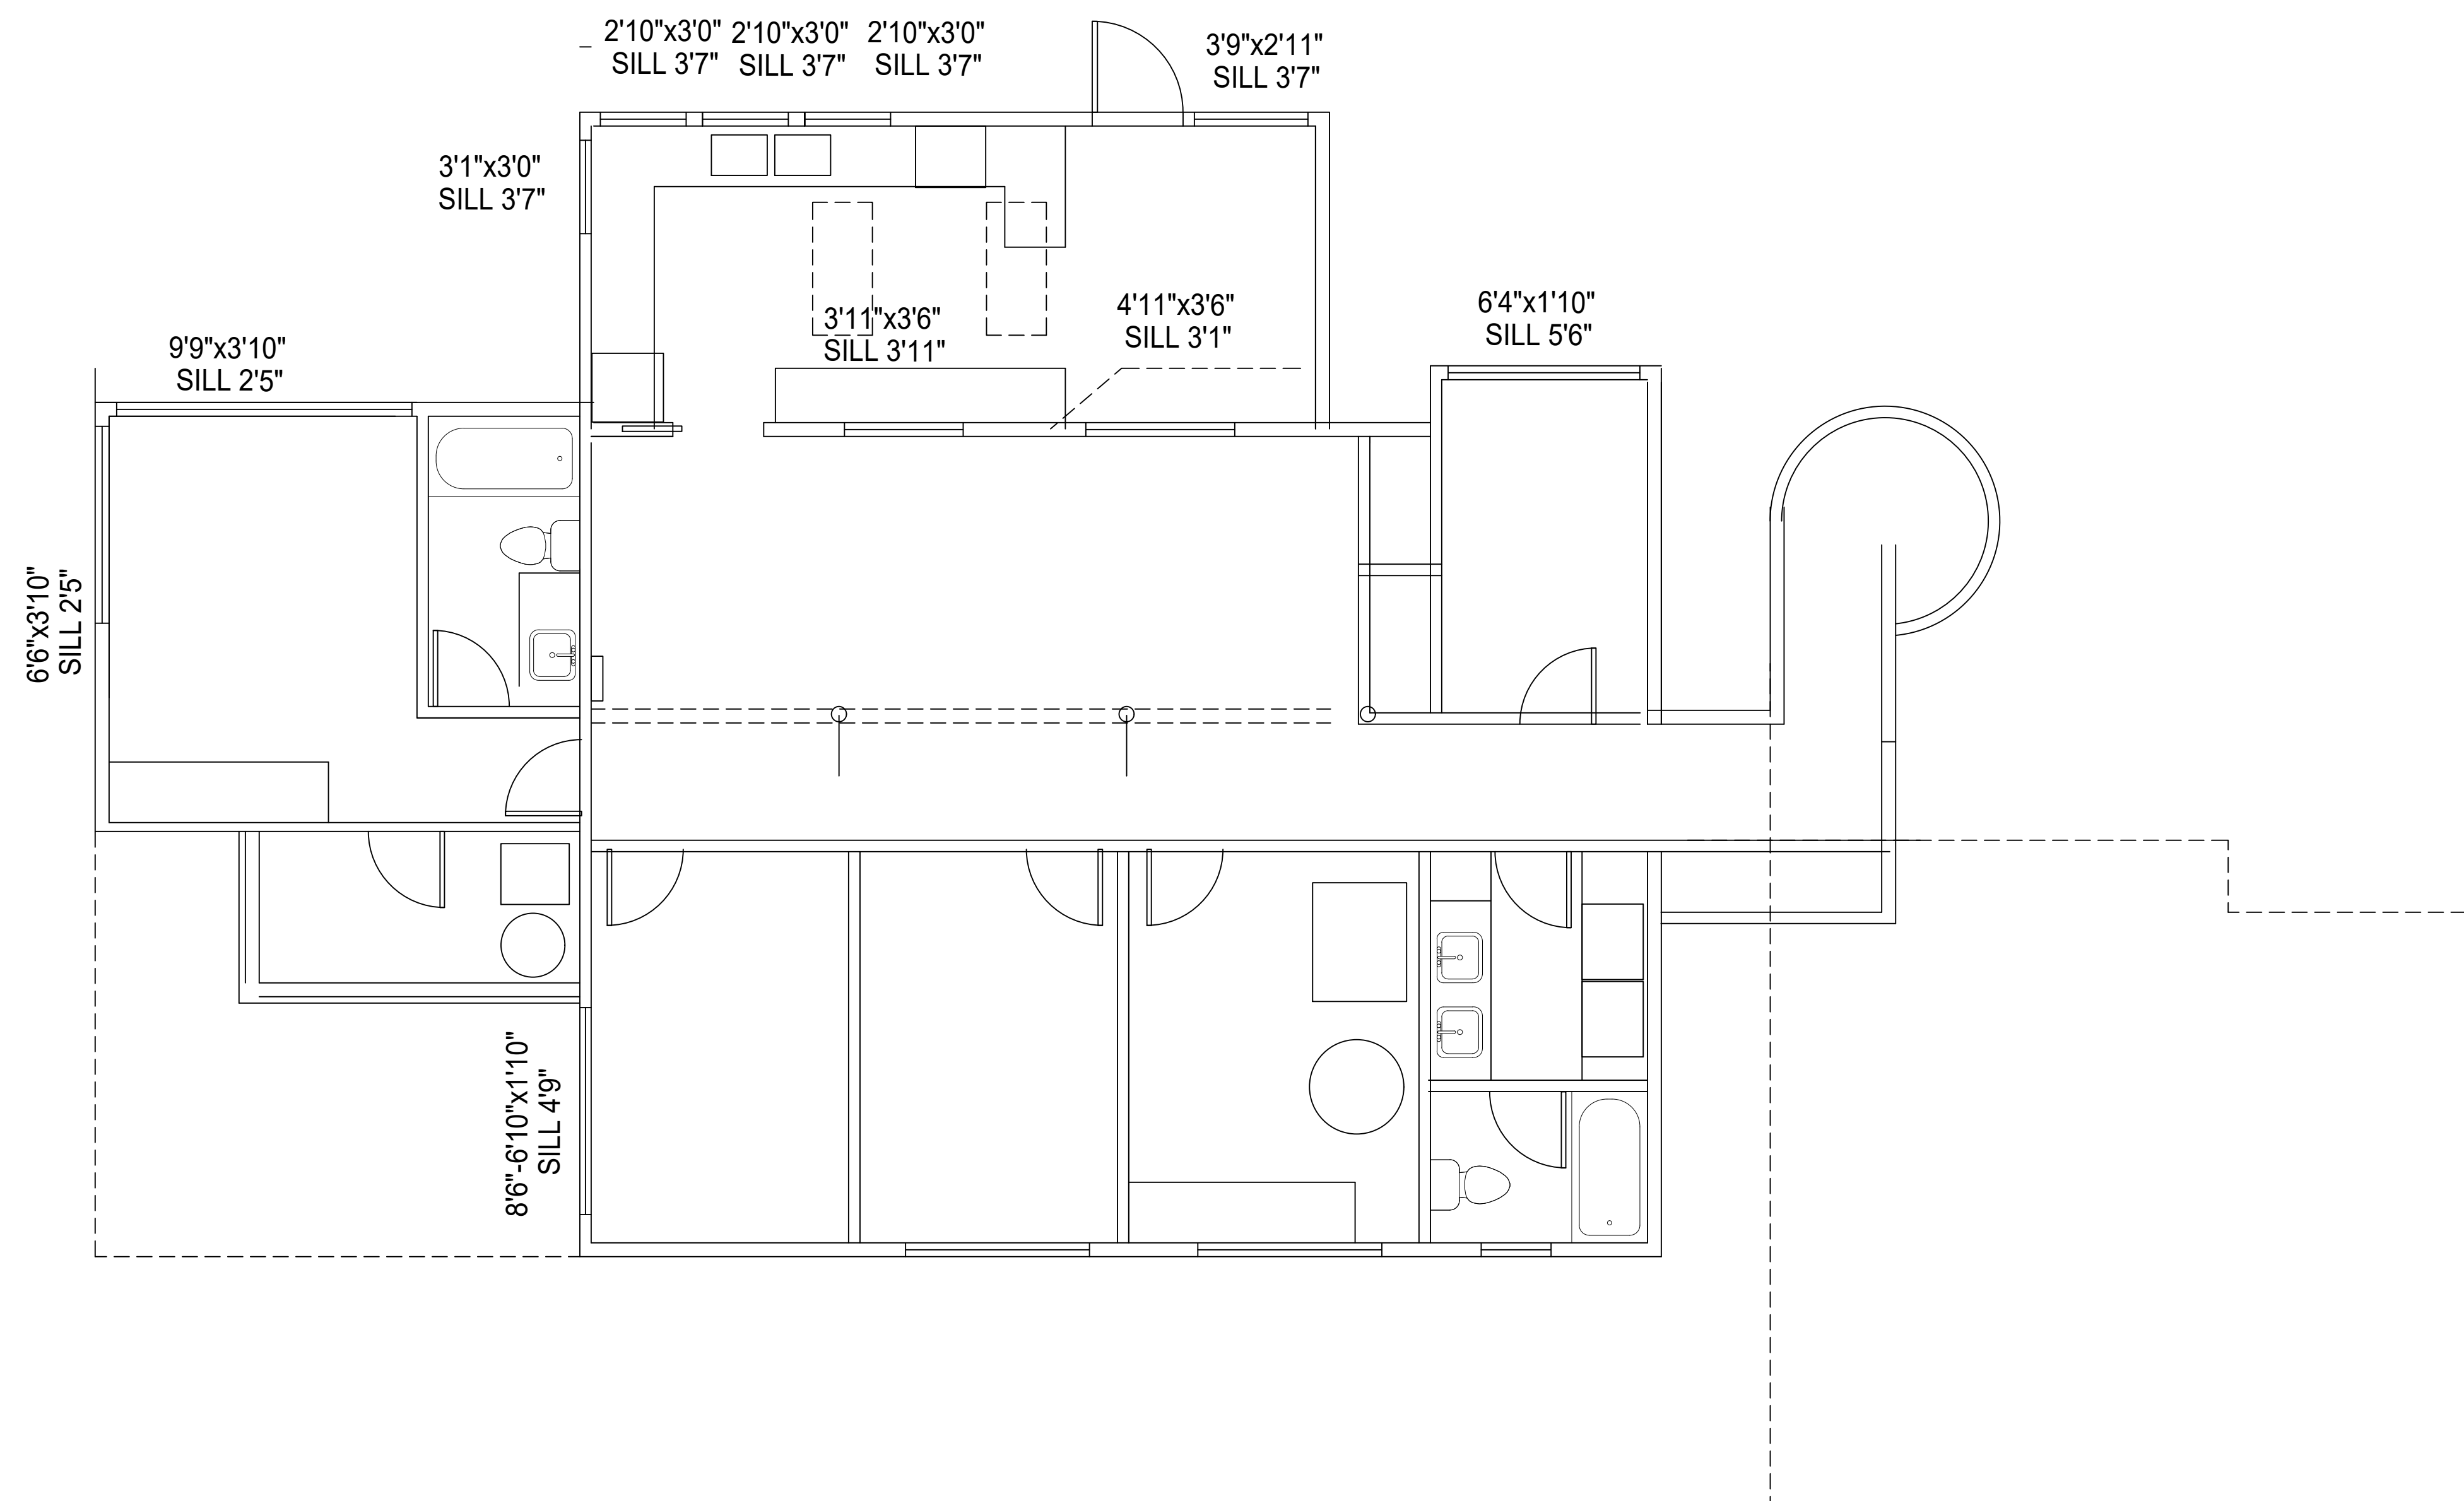 2'10"x3'0"
SILL 3'7"
2'10"x3'0"
SILL 3'7"
2'10"x3'0"
SILL 3'7"
3'9"x2'11"
SILL 3'7"
3'1"x3'0"
SILL 3'7"
3'11"x3'6"
SILL 3'11"
4'11"x3'6"
SILL 3'1"
6'4"x1'10"
SILL 5'6"
9'9"x3'10"
SILL 2'5"
6'6"x3'10"
SILL 2'5"
8'6"-6'10"x1'10"
SILL 4'9"